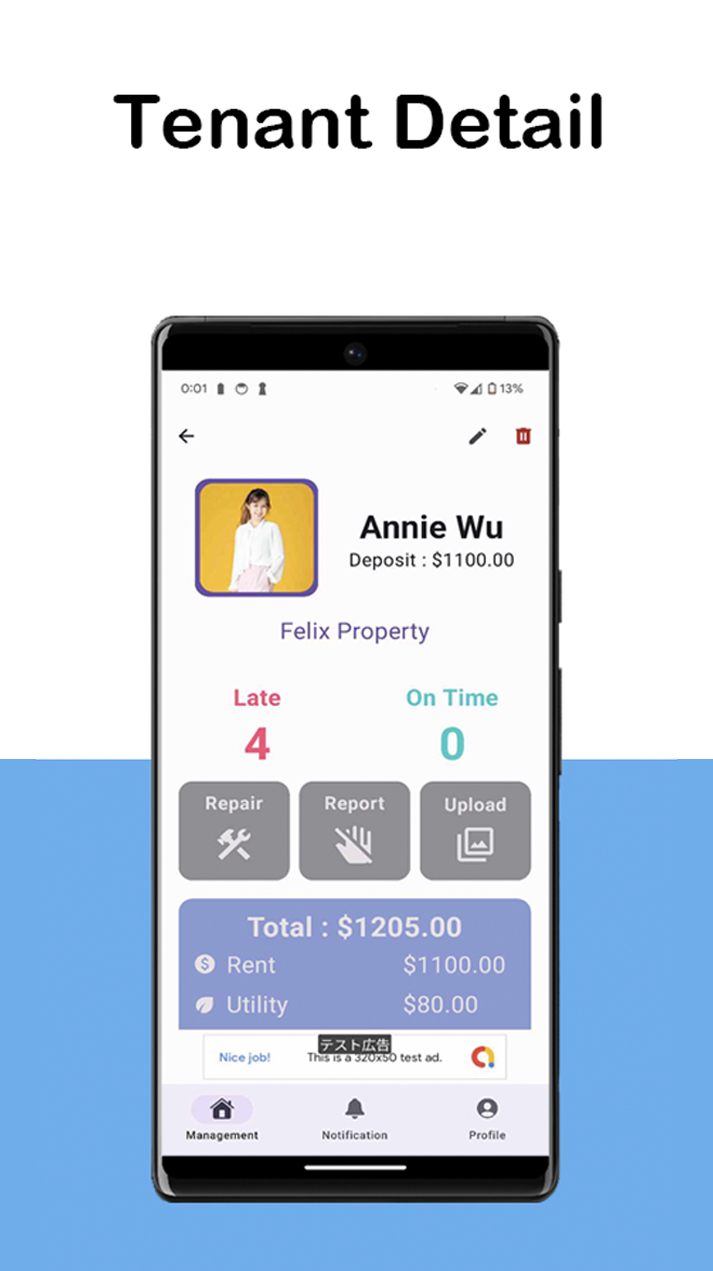 Tenant Detail
0:01
13%
Annie Wu
Deposit : $1100.00
Felix Property
Late
On Time
4
0
Repair
Report
Upload
Total : $1205.00
Rent
$1100.00
Utility
$80.00
テスト広告
Nice job!
This is a 320x50 test ad.
Management
Notification
Profile